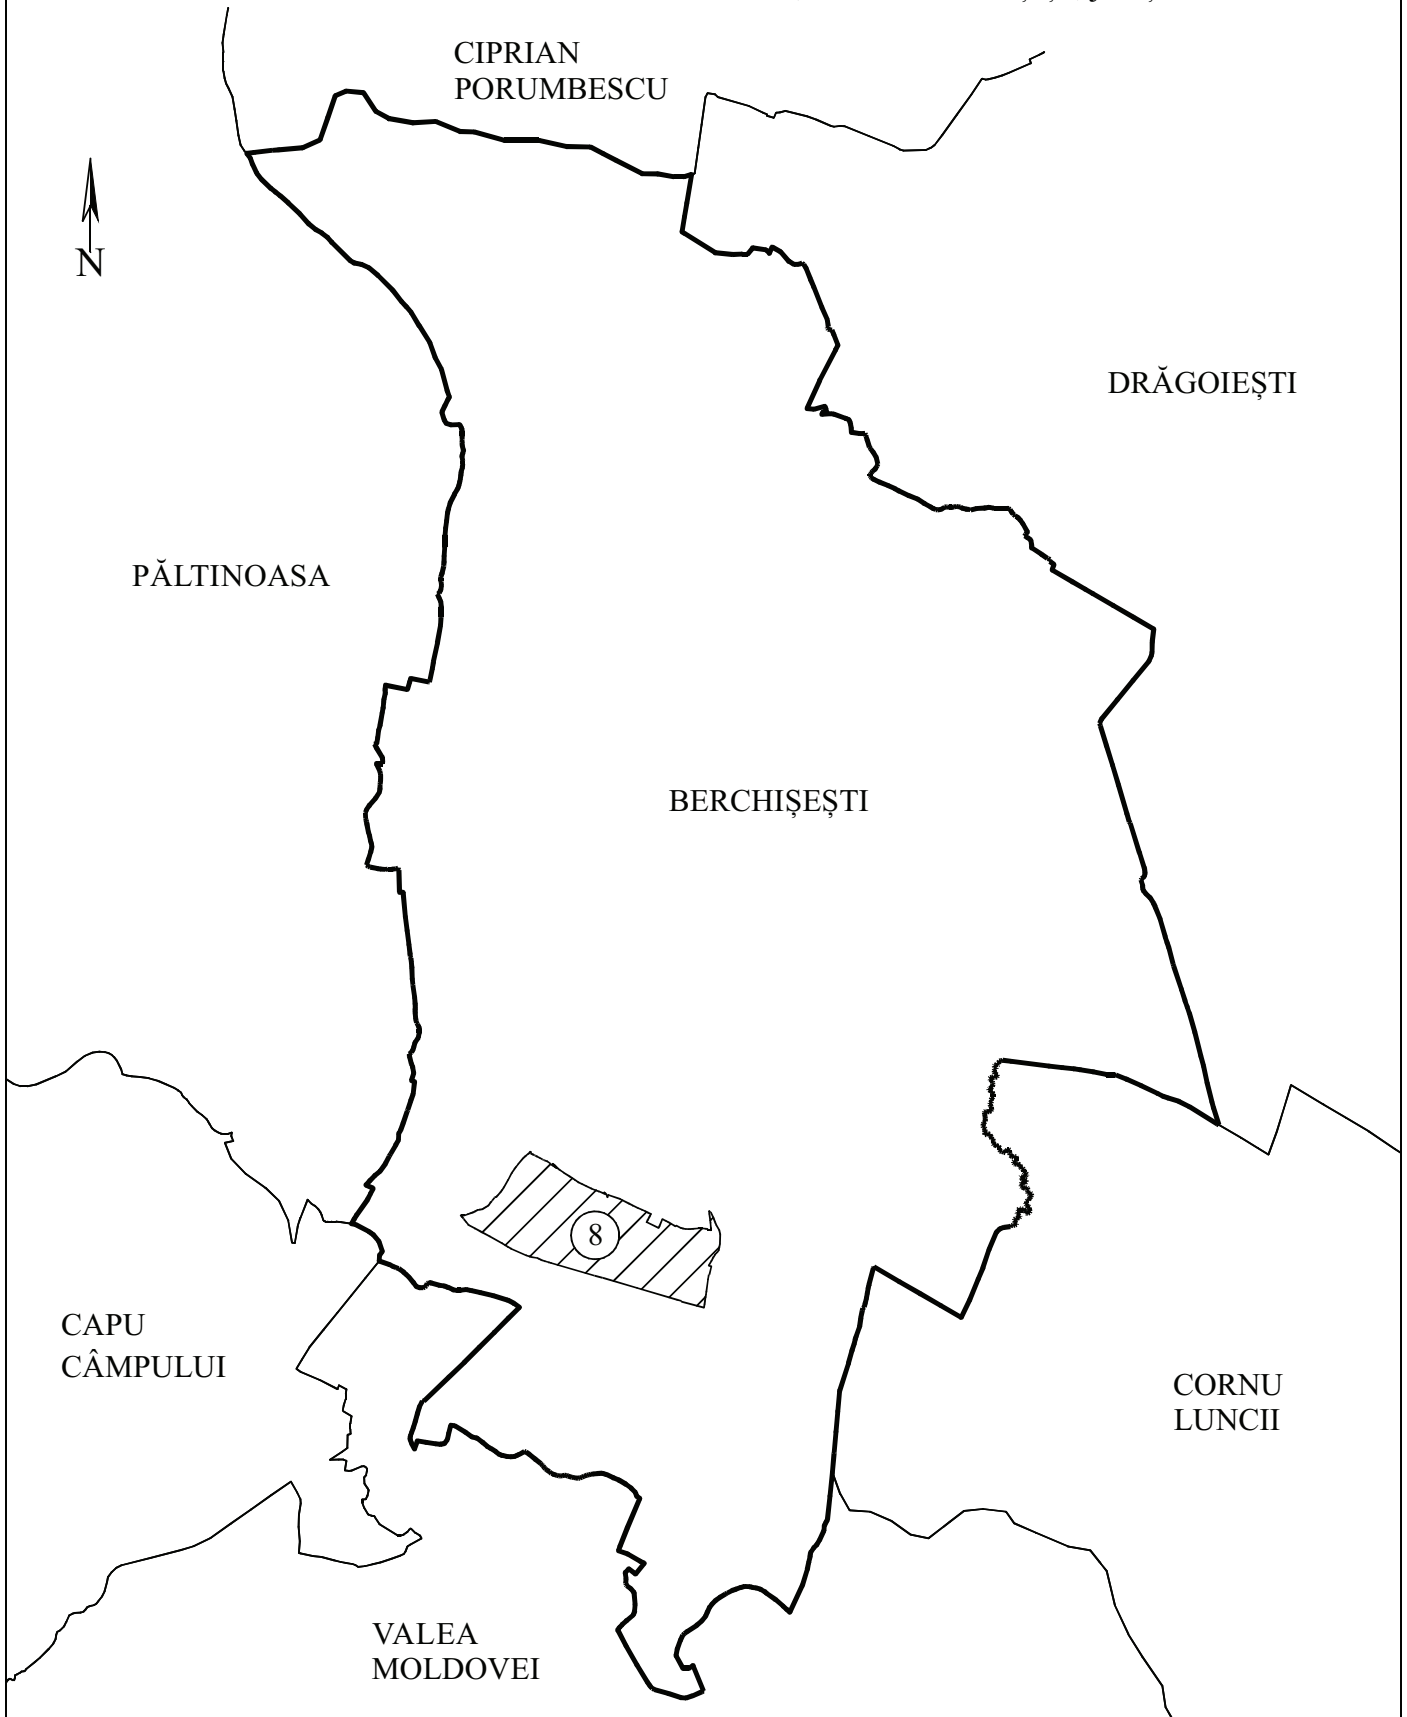 CIPRIAN
PORUMBESCU
N
DRĂGOIEȘTI
PĂLTINOASA
BERCHIȘEȘTI
8
CAPU
CÂMPULUI
CORNU
LUNCII
VALEA
MOLDOVEI